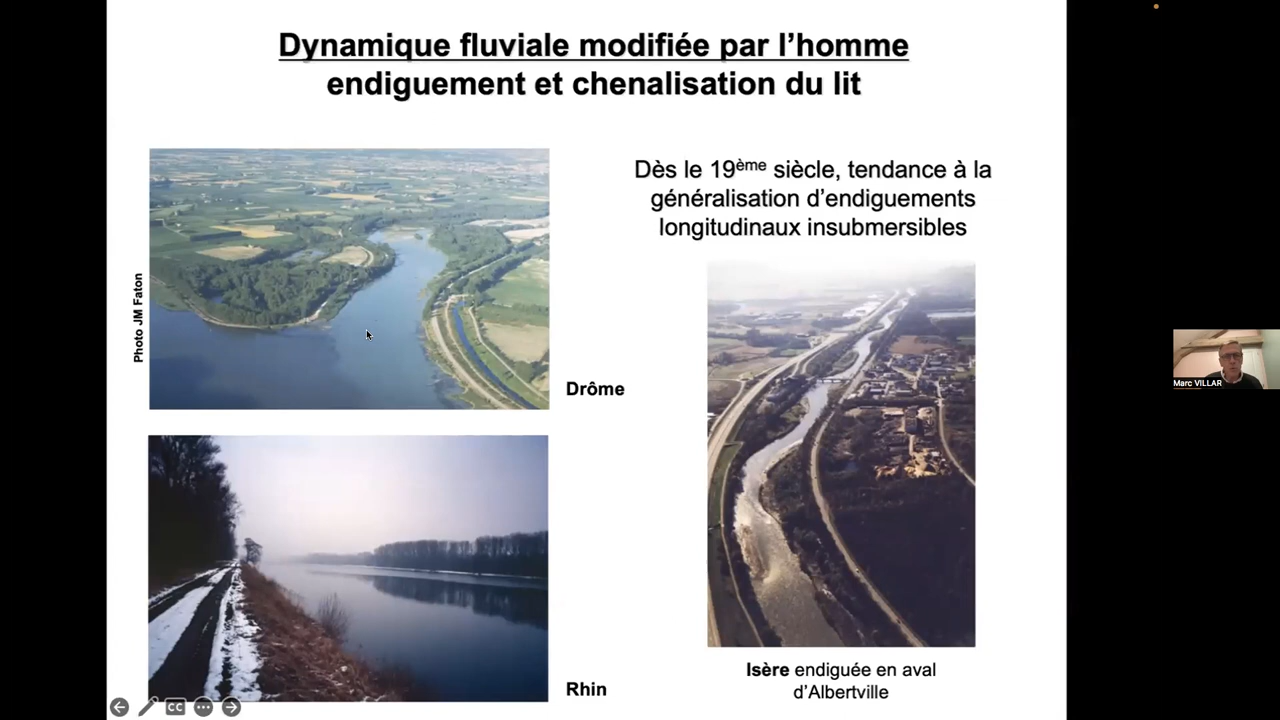 Dynamique fluviale modifiée par l’homme
endiguement et chenalisation du lit
Photo JM Faton
Drôme
Rhin
Dès le 19ème siècle, tendance à la
généralisation d’endiguements
longitudinaux insubmersibles
Isère endiguée en aval
d’Albertville
Marc VILLAR
CC